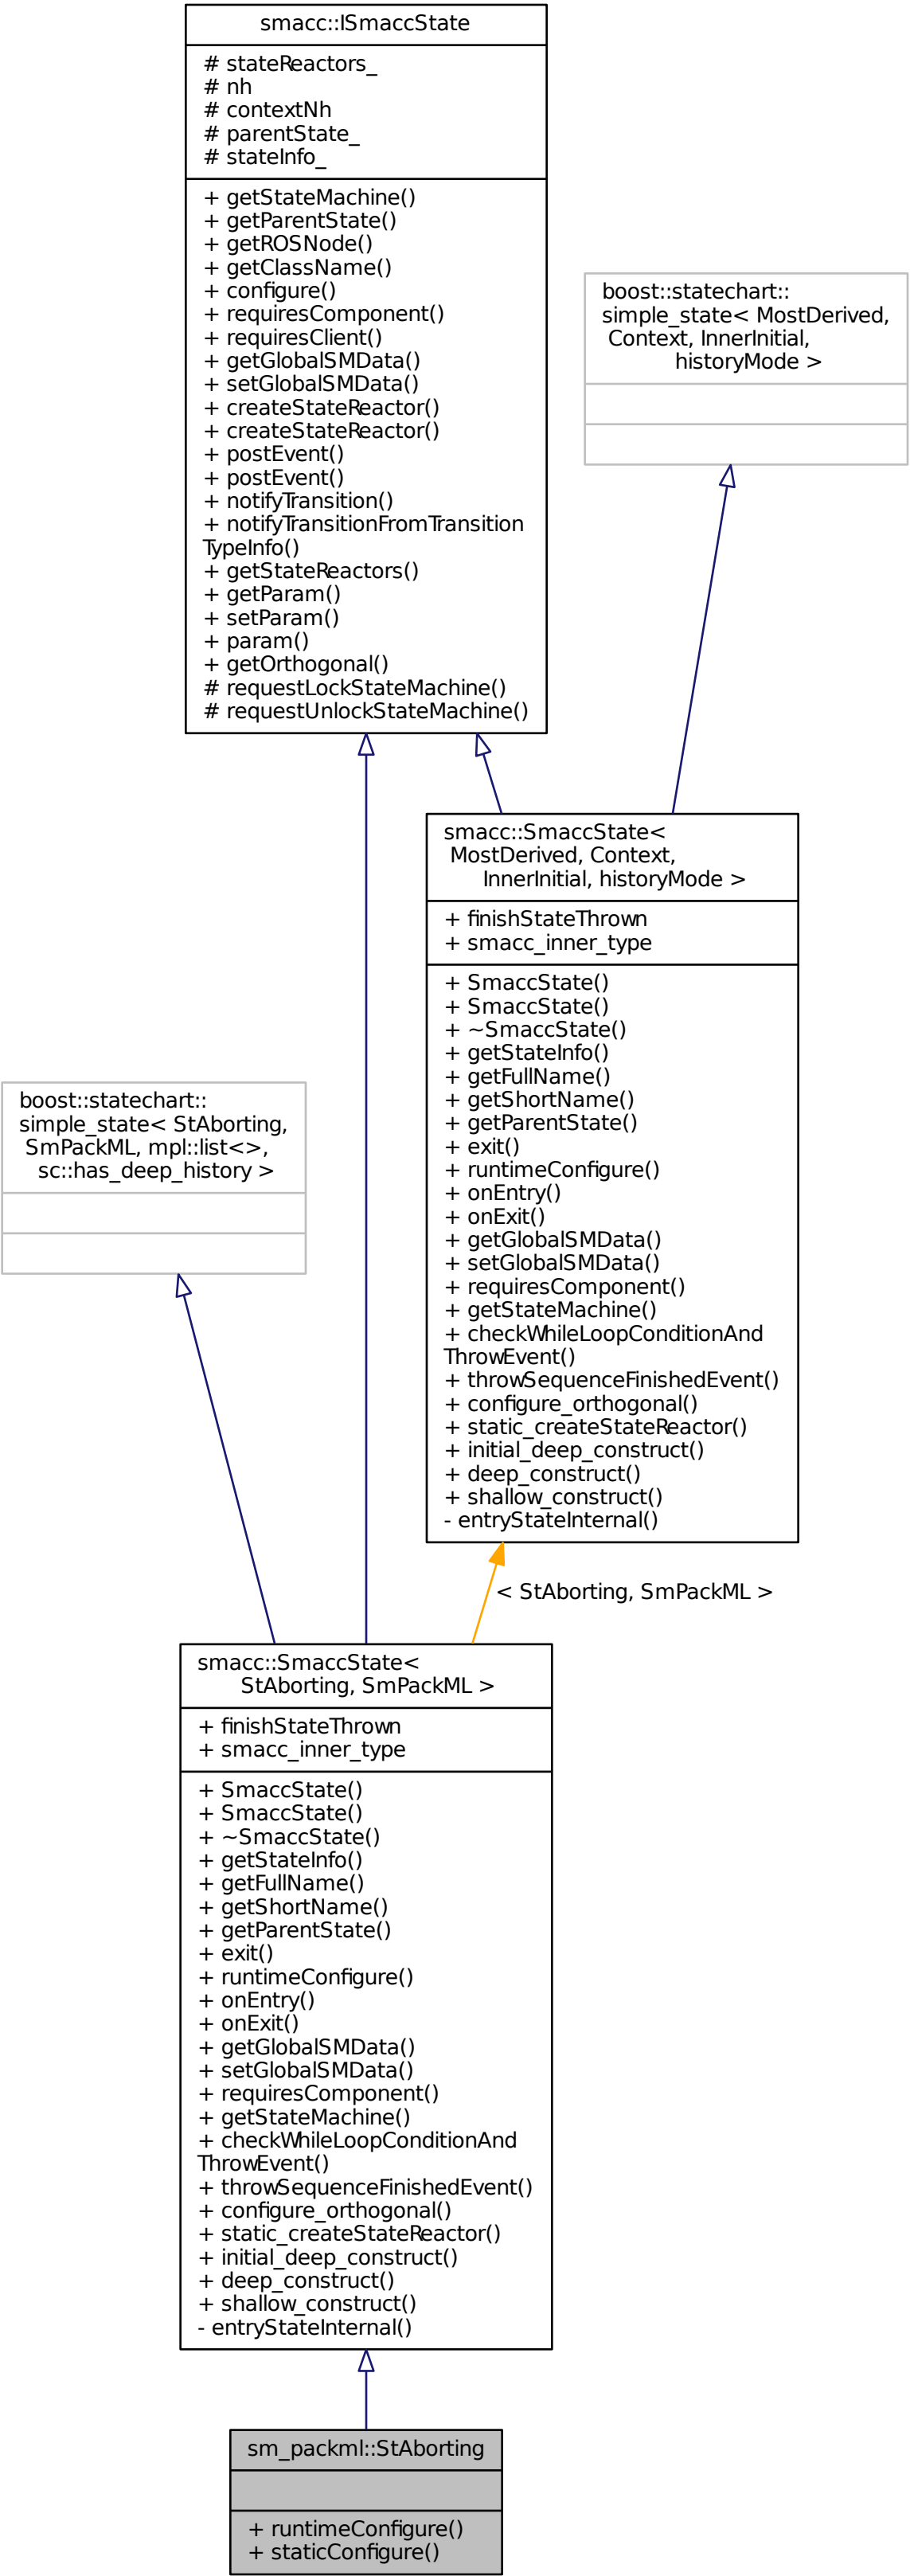 smacc::ISmaccState
# stateReactors_
# nh
# contextNh
# parentState_
# stateInfo_
+ getStateMachine()
+ getParentState()
+ getROSNode()
+ getClassName()
+ configure()
+ requiresComponent()
+ requiresClient()
+ getGlobalSMData()
+ setGlobalSMData()
+ createStateReactor()
+ createStateReactor()
+ postEvent()
+ postEvent()
+ notifyTransition()
+ notifyTransitionFromTransition
TypeInfo()
+ getStateReactors()
+ getParam()
+ setParam()
+ param()
+ getOrthogonal()
# requestLockStateMachine()
# requestUnlockStateMachine()
boost::statechart::
simple_state< MostDerived,
Context, InnerInitial,
historyMode >
smacc::SmaccState<
MostDerived, Context,
InnerInitial, historyMode >
+ finishStateThrown
+ smacc_inner_type
+ SmaccState()
+ SmaccState()
+ ~SmaccState()
+ getStateInfo()
+ getFullName()
+ getShortName()
+ getParentState()
+ exit()
+ runtimeConfigure()
+ onEntry()
+ onExit()
+ getGlobalSMData()
+ setGlobalSMData()
+ requiresComponent()
+ getStateMachine()
+ checkWhileLoopConditionAnd
ThrowEvent()
+ throwSequenceFinishedEvent()
+ configure_orthogonal()
+ static_createStateReactor()
+ initial_deep_construct()
+ deep_construct()
+ shallow_construct()
- entryStateInternal()
boost::statechart::
simple_state< StAborting,
SmPackML, mpl::list<>,
sc::has_deep_history >
< StAborting, SmPackML >
smacc::SmaccState<
StAborting, SmPackML >
+ finishStateThrown
+ smacc_inner_type
+ SmaccState()
+ SmaccState()
+ ~SmaccState()
+ getStateInfo()
+ getFullName()
+ getShortName()
+ getParentState()
+ exit()
+ runtimeConfigure()
+ onEntry()
+ onExit()
+ getGlobalSMData()
+ setGlobalSMData()
+ requiresComponent()
+ getStateMachine()
+ checkWhileLoopConditionAnd
ThrowEvent()
+ throwSequenceFinishedEvent()
+ configure_orthogonal()
+ static_createStateReactor()
+ initial_deep_construct()
+ deep_construct()
+ shallow_construct()
- entryStateInternal()
sm_packml::StAborting
+ runtimeConfigure()
+ staticConfigure()